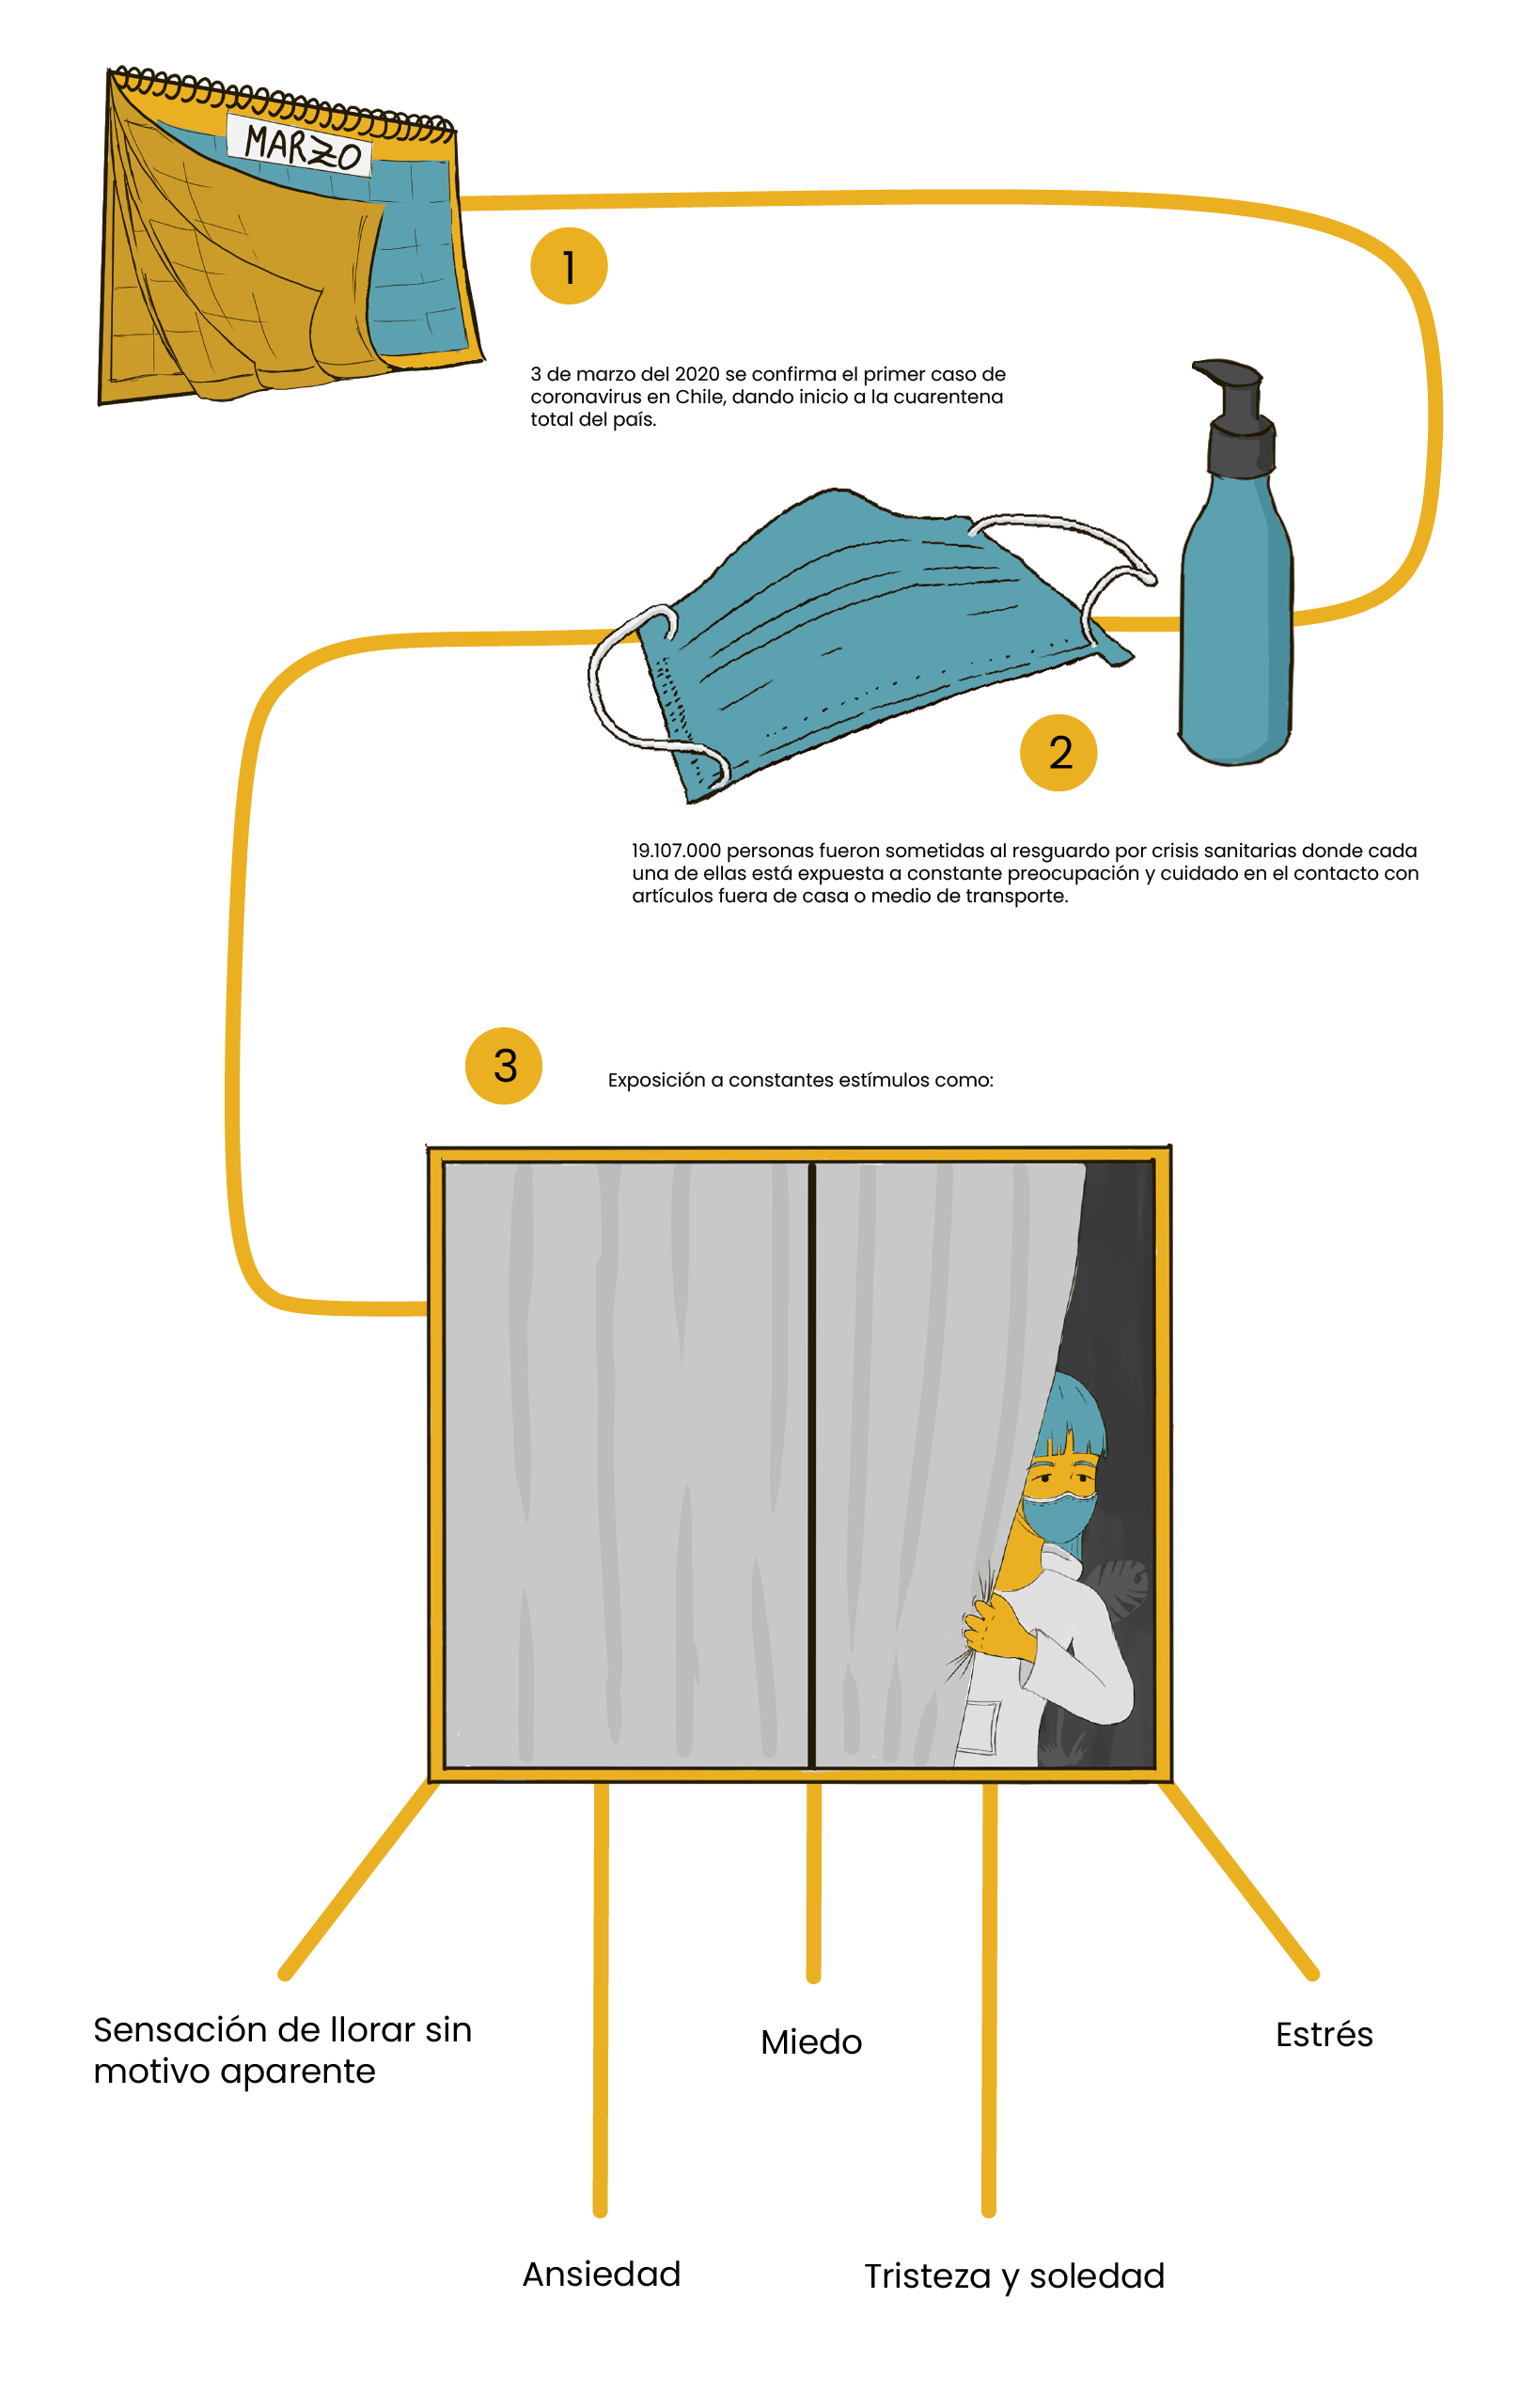 MARZO
1
3 de marzo del 2020 se confirma el primer caso de
coronavirus en Chile, dando inicio a la cuarentena
total del país.
2
19.107.000 personas fueron sometidas al resguardo por crisis sanitarias donde cada
una de ellas está expuesta a constante preocupación y cuidado en el contacto con
artículos fuera de casa o medio de transporte.
3
Exposición a constantes estímulos como:
Sensación de llorar sin
motivo aparente
Miedo
Estrés
Ansiedad
Tristeza y soledad